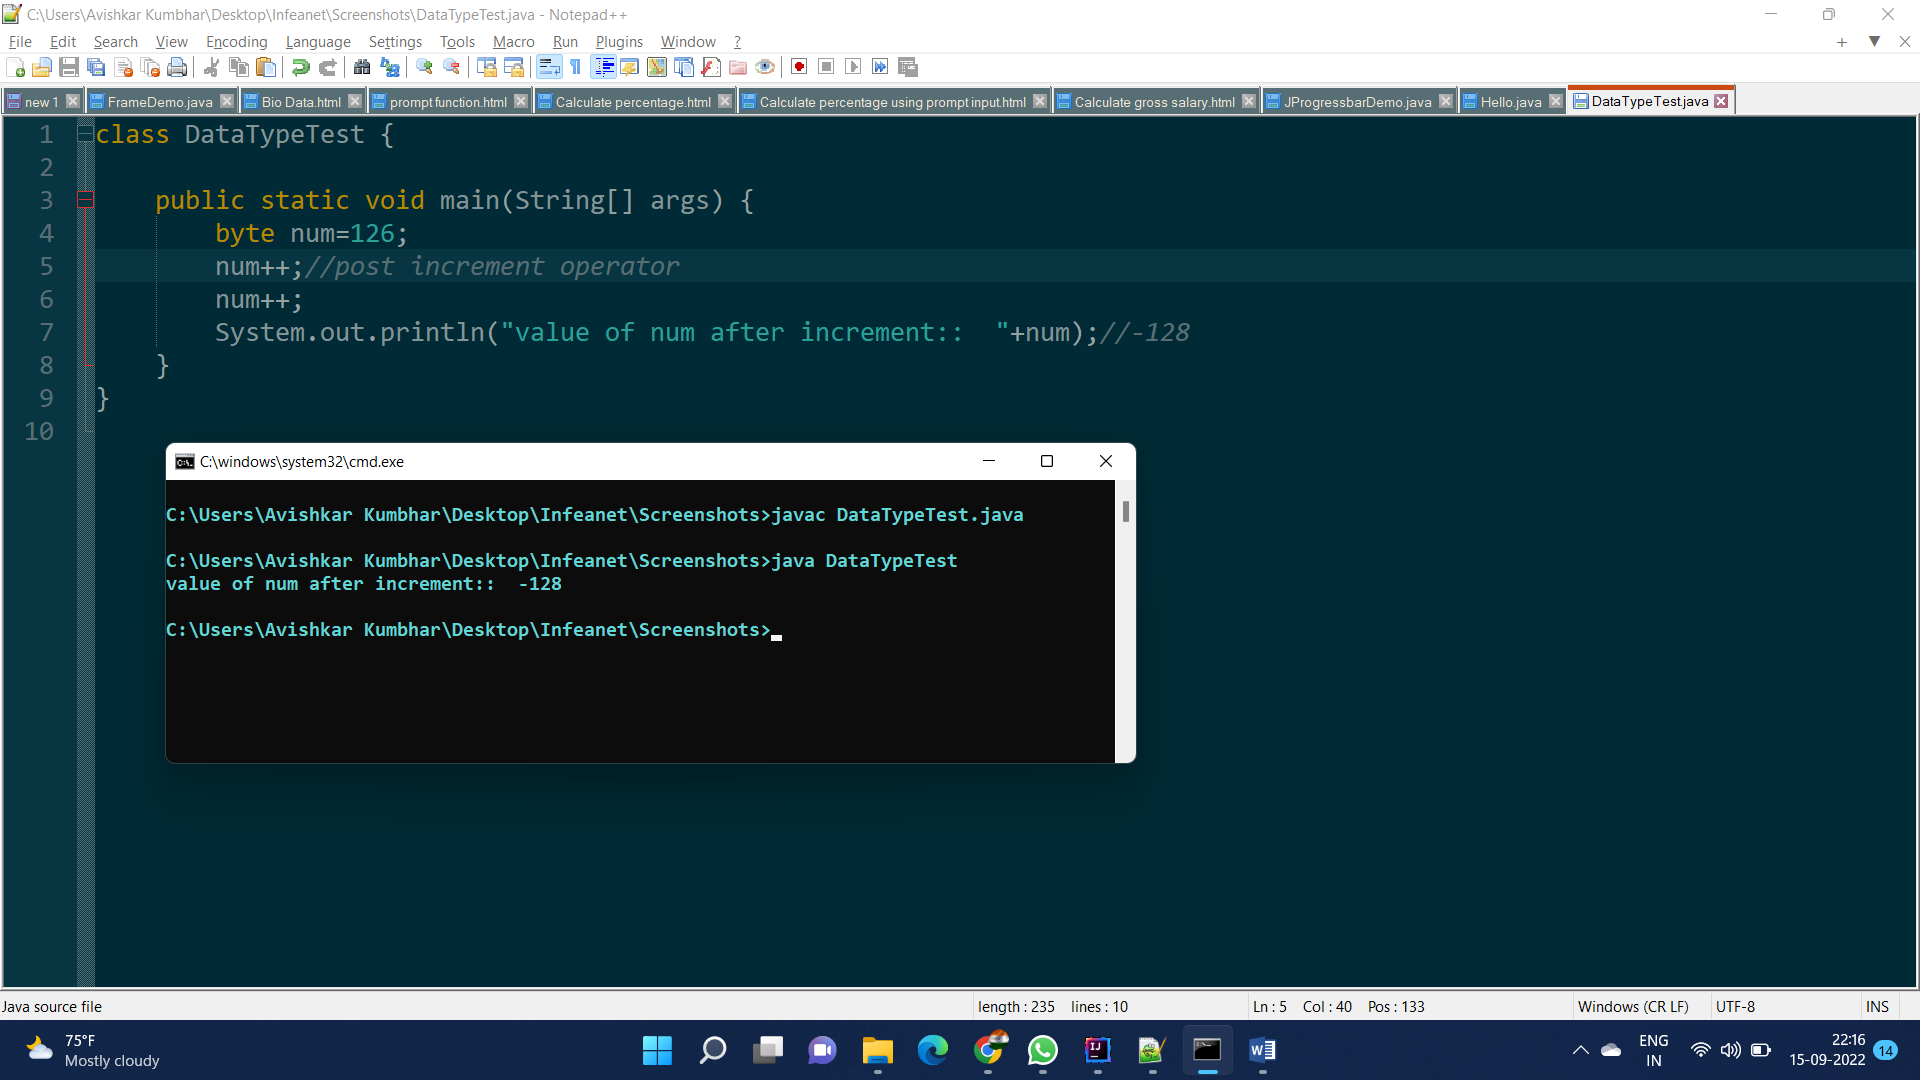 C:\Users\Avishkar Kumbhar\Desktop\Infeanet\Screenshots\DataTypeTest.java - Notepad++
File Edit Search View Encoding Language Settings Tools Macro Run Plugins Window ?
new 1 FrameDemo.java Bio Data.html prompt function.html Calculate percentage.html Calculate percentage using prompt input.html Calculate gross salary.html JProgressbarDemo.java Hello.java DataTypeTest.java
1 class DataTypeTest {
2
3 public static void main(String[] args) {
4 byte num=126;
5 num++;//post increment operator
6 num++;
7 System.out.println("value of num after increment::  "+num);//-128
8 }
9 }
10
C:\windows\system32\cmd.exe
C:\Users\Avishkar Kumbhar\Desktop\Infeanet\Screenshots>javac DataTypeTest.java
C:\Users\Avishkar Kumbhar\Desktop\Infeanet\Screenshots>java DataTypeTest
value of num after increment::  -128
C:\Users\Avishkar Kumbhar\Desktop\Infeanet\Screenshots>
Java source file length : 235 lines : 10 Ln : 5 Col : 40 Pos : 133 Windows (CR LF) UTF-8 INS
75°F
Mostly cloudy
ENG
IN
22:16
15-09-2022
14